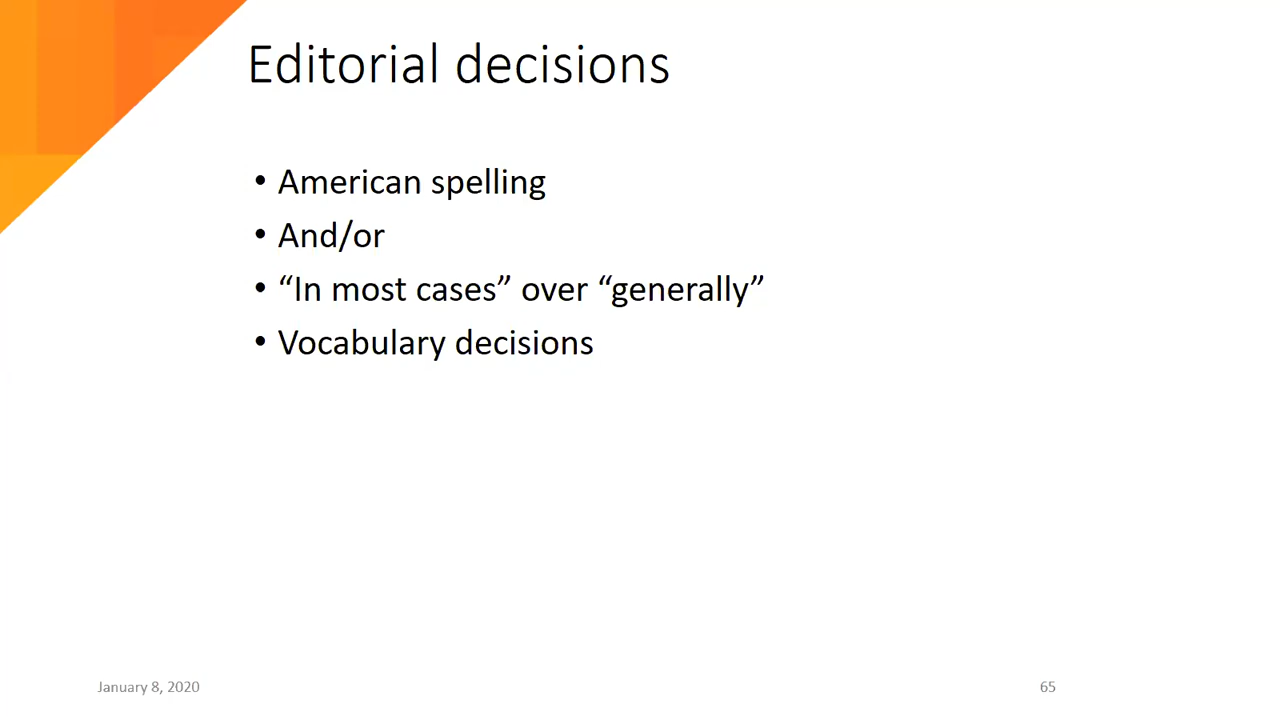 Editorial decisions
• American spelling
• And/or
• “In most cases” over “generally”
• Vocabulary decisions
January 8, 2020
65